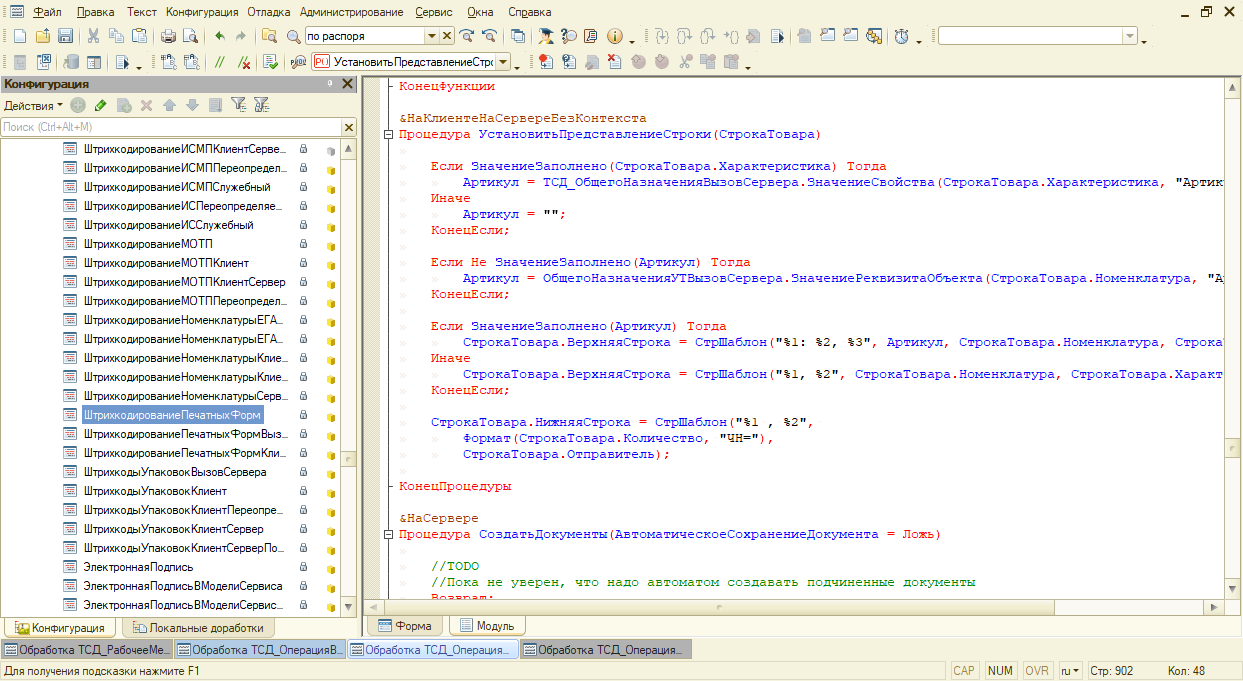 Файл Правка Текст Конфигурация Отладка Администрирование Сервис Окна Справка
по распоря
УстановитьПредставлениеСтро
Конфигурация
Действия
Поиск (Ctrl+Alt+M)
ШтрихкодированиеИСМПКлиентСерве...
ШтрихкодированиеИСМППереопредел...
ШтрихкодированиеИСМПСлужебный
ШтрихкодированиеИСПереопределяе...
ШтрихкодированиеИССлужебный
ШтрихкодированиеМОТП
ШтрихкодированиеМОТПКлиент
ШтрихкодированиеМОТПКлиентСервер
ШтрихкодированиеМОТППереопредел...
ШтрихкодированиеНоменклатурыЕГА...
ШтрихкодированиеНоменклатурыЕГА...
ШтрихкодированиеНоменклатурыКлие...
ШтрихкодированиеНоменклатурыКлие...
ШтрихкодированиеНоменклатурыСерв...
ШтрихкодированиеПечатныхФорм
ШтрихкодированиеПечатныхФормВыз...
ШтрихкодированиеПечатныхФормКли...
ШтрихкодыУпаковокВызовСервера
ШтрихкодыУпаковокКлиент
ШтрихкодыУпаковокКлиентПереопре...
ШтрихкодыУпаковокКлиентСервер
ШтрихкодыУпаковокКлиентСерверПо...
ЭлектроннаяПодпись
ЭлектроннаяПодписьВМоделиСервиса
ЭлектроннаяПодписьВМоделиСервис...
Конфигурация Локальные доработки
КонецФункции
&НаКлиентеНаСервереБезКонтекста
Процедура УстановитьПредставлениеСтроки(СтрокаТовара)
Если ЗначениеЗаполнено(СтрокаТовара.Характеристика) Тогда
Артикул = ТСД_ОбщегоНазначенияВызовСервера.ЗначениеСвойства(СтрокаТовара.Характеристика, "Артик
Иначе
Артикул = "";
КонецЕсли;
Если Не ЗначениеЗаполнено(Артикул) Тогда
Артикул = ОбщегоНазначенияУТВызовСервера.ЗначениеРеквизитаОбъекта(СтрокаТовара.Номенклатура, "А
КонецЕсли;
Если ЗначениеЗаполнено(Артикул) Тогда
СтрокаТовара.ВерхняяСтрока = СтрШаблон("%1: %2, %3", Артикул, СтрокаТовара.Номенклатура, Строка
Иначе
СтрокаТовара.ВерхняяСтрока = СтрШаблон("%1, %2", СтрокаТовара.Номенклатура, СтрокаТовара.Характ
КонецЕсли;
СтрокаТовара.НижняяСтрока = СтрШаблон("%1 , %2",
Формат(СтрокаТовара.Количество, "ЧН="),
СтрокаТовара.Отправитель);
КонецПроцедуры
&НаСервере
Процедура СоздатьДокументы(АвтоматическоеСохранениеДокумента = Ложь)
//TODO
//Пока не уверен, что надо автоматом создавать подчиненные документы
Возврат;
Форма Модуль
Обработка ТСД_РабочееМе... Обработка ТСД_ОперацияВ... Обработка ТСД_Операция... Обработка ТСД_Операция...
Для получения подсказки нажмите F1 CAP NUM OVR ru Стр: 902 Кол: 48